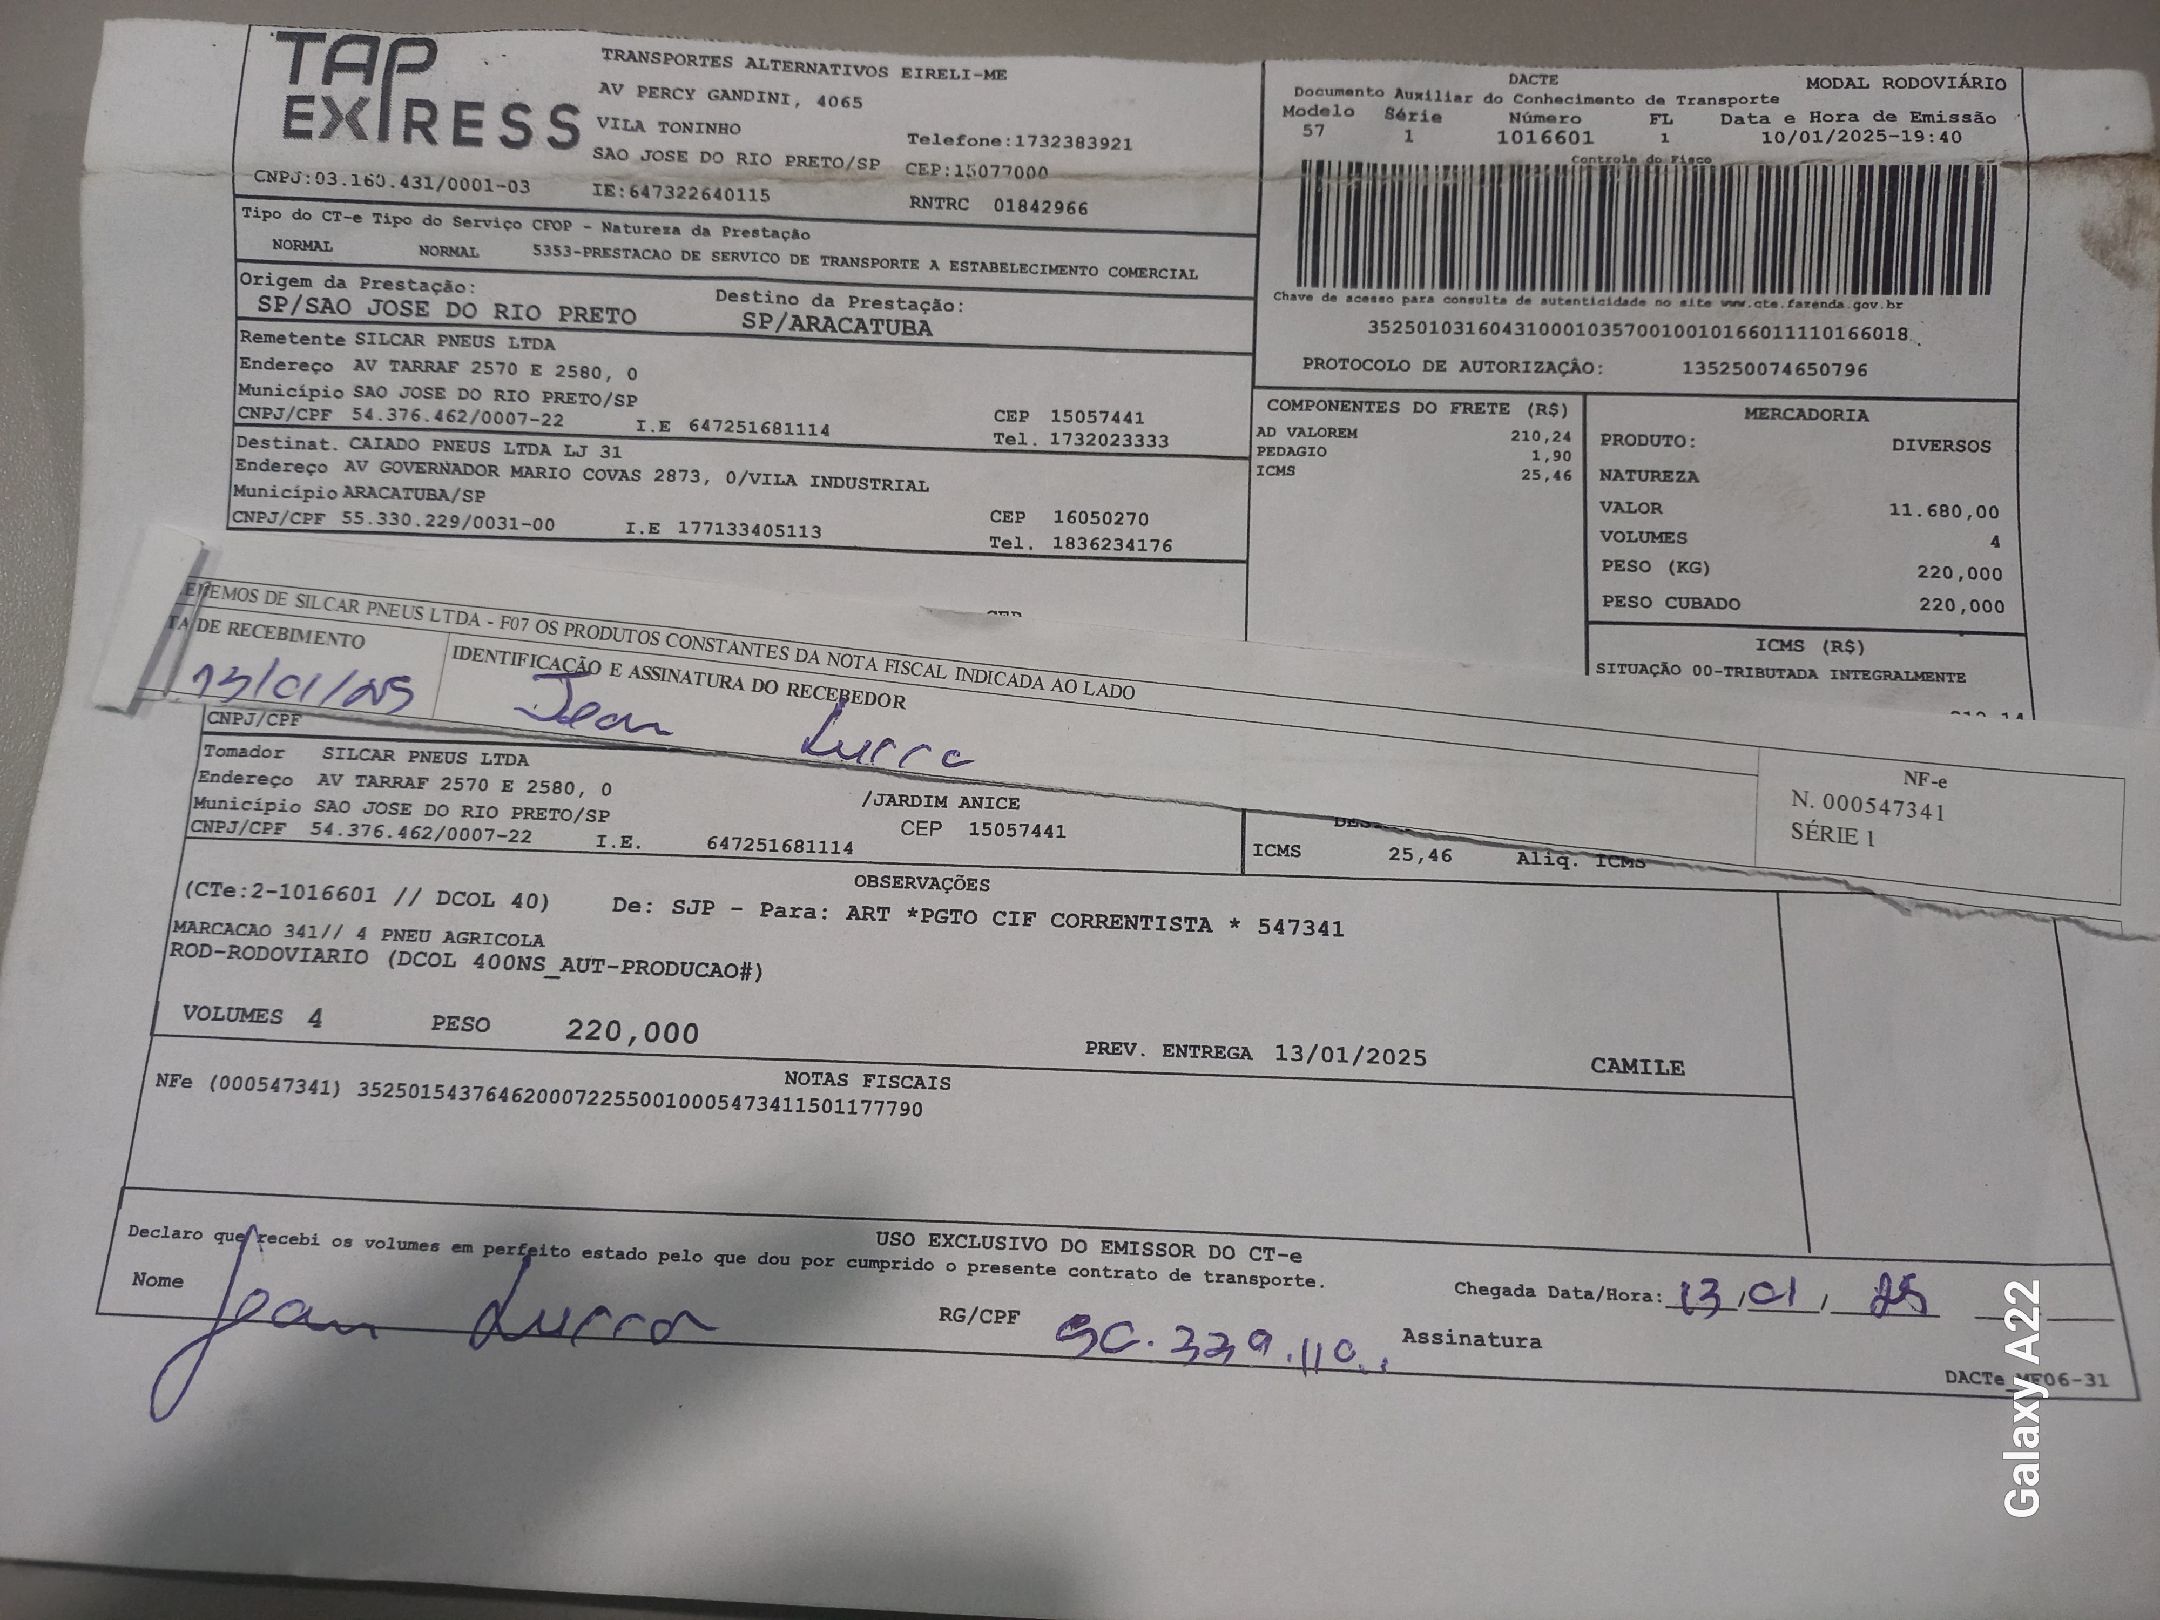 TAP EXPRESS
TRANSPORTES ALTERNATIVOS EIRELI-ME
AV PERCY GANDINI, 4065
VILA TONINHO
Telefone:1732383921
SAO JOSE DO RIO PRETO/SP CEP:15077000
CNPJ:03.160.431/0001-03 IE:647322640115 RNTRC 01842966
DACTE MODAL RODOVIÁRIO
Documento Auxiliar do Conhecimento de Transporte
Modelo Série Número FL Data e Hora de Emissão
57 1 1016601 1 10/01/2025-19:40
Controle do Fisco
Chave de acesso para consulta de autenticidade no site www.cte.fazenda.gov.br
35250103160431000103570010010166011110166018
PROTOCOLO DE AUTORIZAÇÃO: 135250074650796
Tipo do CT-e Tipo do Serviço CFOP - Natureza da Prestação
NORMAL NORMAL 5353-PRESTACAO DE SERVICO DE TRANSPORTE A ESTABELECIMENTO COMERCIAL
Origem da Prestação: Destino da Prestação:
SP/SAO JOSE DO RIO PRETO SP/ARACATUBA
Remetente SILCAR PNEUS LTDA
Endereço AV TARRAF 2570 E 2580, 0
Município SAO JOSE DO RIO PRETO/SP CEP 15057441
CNPJ/CPF 54.376.462/0007-22 I.E 647251681114 Tel. 1732023333
Destinat. CAIADO PNEUS LTDA LJ 31
Endereço AV GOVERNADOR MARIO COVAS 2873, 0/VILA INDUSTRIAL
Município ARACATUBA/SP CEP 16050270
CNPJ/CPF 55.330.229/0031-00 I.E 177133405113 Tel. 1836234176
COMPONENTES DO FRETE (R$)
AD VALOREM 210,24
PEDAGIO 1,90
ICMS 25,46
MERCADORIA
PRODUTO: DIVERSOS
NATUREZA
VALOR 11.680,00
VOLUMES 4
PESO (KG) 220,000
PESO CUBADO 220,000
ICMS (R$)
SITUAÇÃO 00-TRIBUTADA INTEGRALMENTE
EMOS DE SILCAR PNEUS LTDA - F07 OS PRODUTOS CONSTANTES DA NOTA FISCAL INDICADA AO LADO
TA DE RECEBIMENTO IDENTIFICAÇÃO E ASSINATURA DO RECEBEDOR
13/01/25 Jean Lucca
NF-e
N. 000547341
SÉRIE 1
CNPJ/CPF
Tomador SILCAR PNEUS LTDA
Endereço AV TARRAF 2570 E 2580, 0 /JARDIM ANICE
Município SAO JOSE DO RIO PRETO/SP CEP 15057441
CNPJ/CPF 54.376.462/0007-22 I.E. 647251681114
ICMS 25,46 Aliq. ICMS
OBSERVAÇÕES
(CTe:2-1016601 // DCOL 40) De: SJP - Para: ART *PGTO CIF CORRENTISTA * 547341
MARCACAO 341// 4 PNEU AGRICOLA
ROD-RODOVIARIO (DCOL 400NS_AUT-PRODUCAO#)
VOLUMES 4 PESO 220,000
PREV. ENTREGA 13/01/2025 CAMILE
NOTAS FISCAIS
NFe (000547341) 35250154376462000722550010005473411501177790
USO EXCLUSIVO DO EMISSOR DO CT-e
Declaro que recebi os volumes em perfeito estado pelo que dou por cumprido o presente contrato de transporte.
Nome Jean Lucca RG/CPF Assinatura
Chegada Data/Hora: 13, 01, 25
Galaxy A22